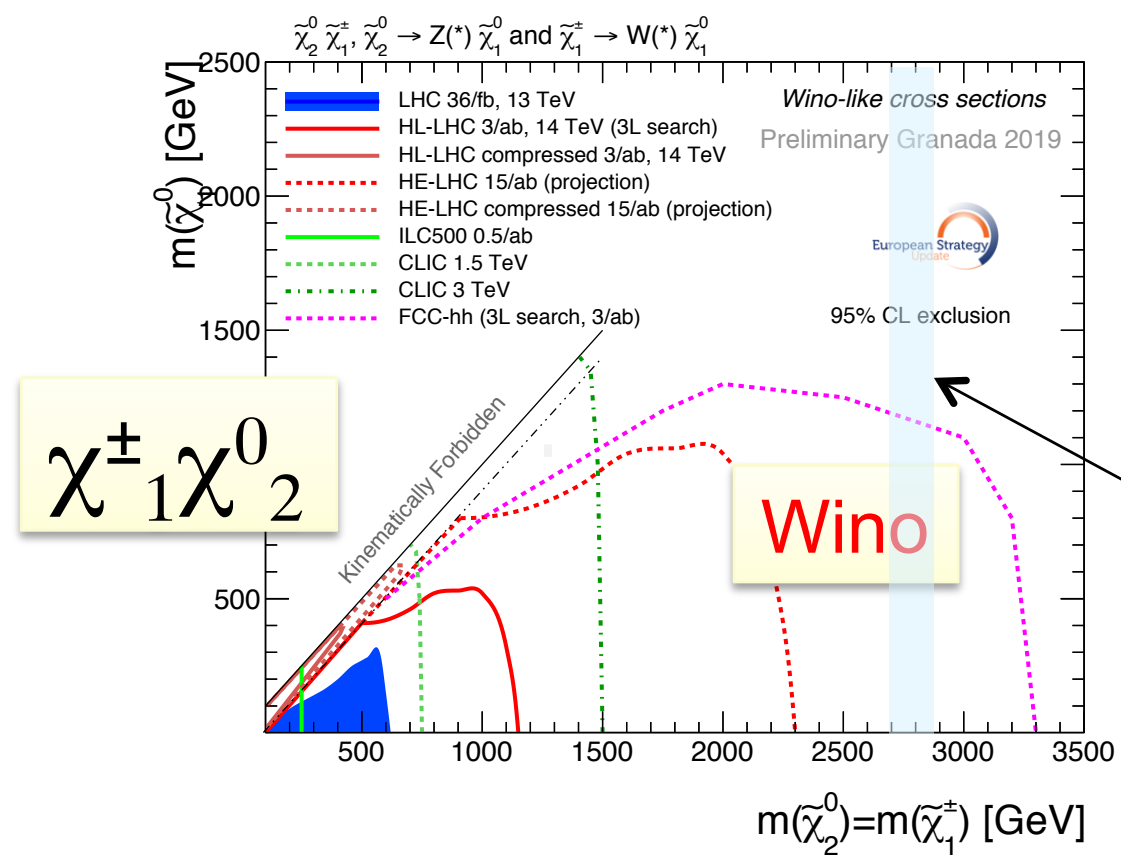 χ̃⁰₂ χ̃±₁, χ̃⁰₂ → Z(*) χ̃⁰₁ and χ̃±₁ → W(*) χ̃⁰₁
m(χ̃⁰₁) [GeV]
2500
2000
1500
500
LHC 36/fb, 13 TeV
HL-LHC 3/ab, 14 TeV (3L search)
HL-LHC compressed 3/ab, 14 TeV
HE-LHC 15/ab (projection)
HE-LHC compressed 15/ab (projection)
ILC500 0.5/ab
CLIC 1.5 TeV
CLIC 3 TeV
FCC-hh (3L search, 3/ab)
Wino-like cross sections
Preliminary Granada 2019
European Strategy
Update
95% CL exclusion
Kinematically Forbidden
χ±₁χ⁰₂
Wino
500 1000 1500 2000 2500 3000 3500
m(χ̃⁰₂)=m(χ̃±₁) [GeV]